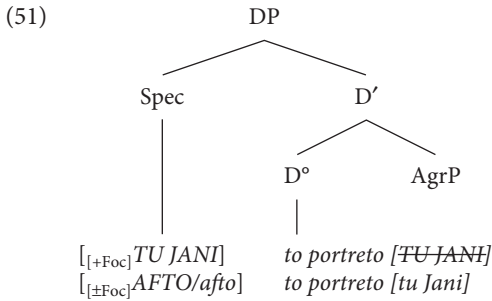 (51) DP
Spec D′
D° AgrP
[[+Foc]TU JANI] to portreto [TU JANI]
[[±Foc]AFTO/afto] to portreto [tu Jani]